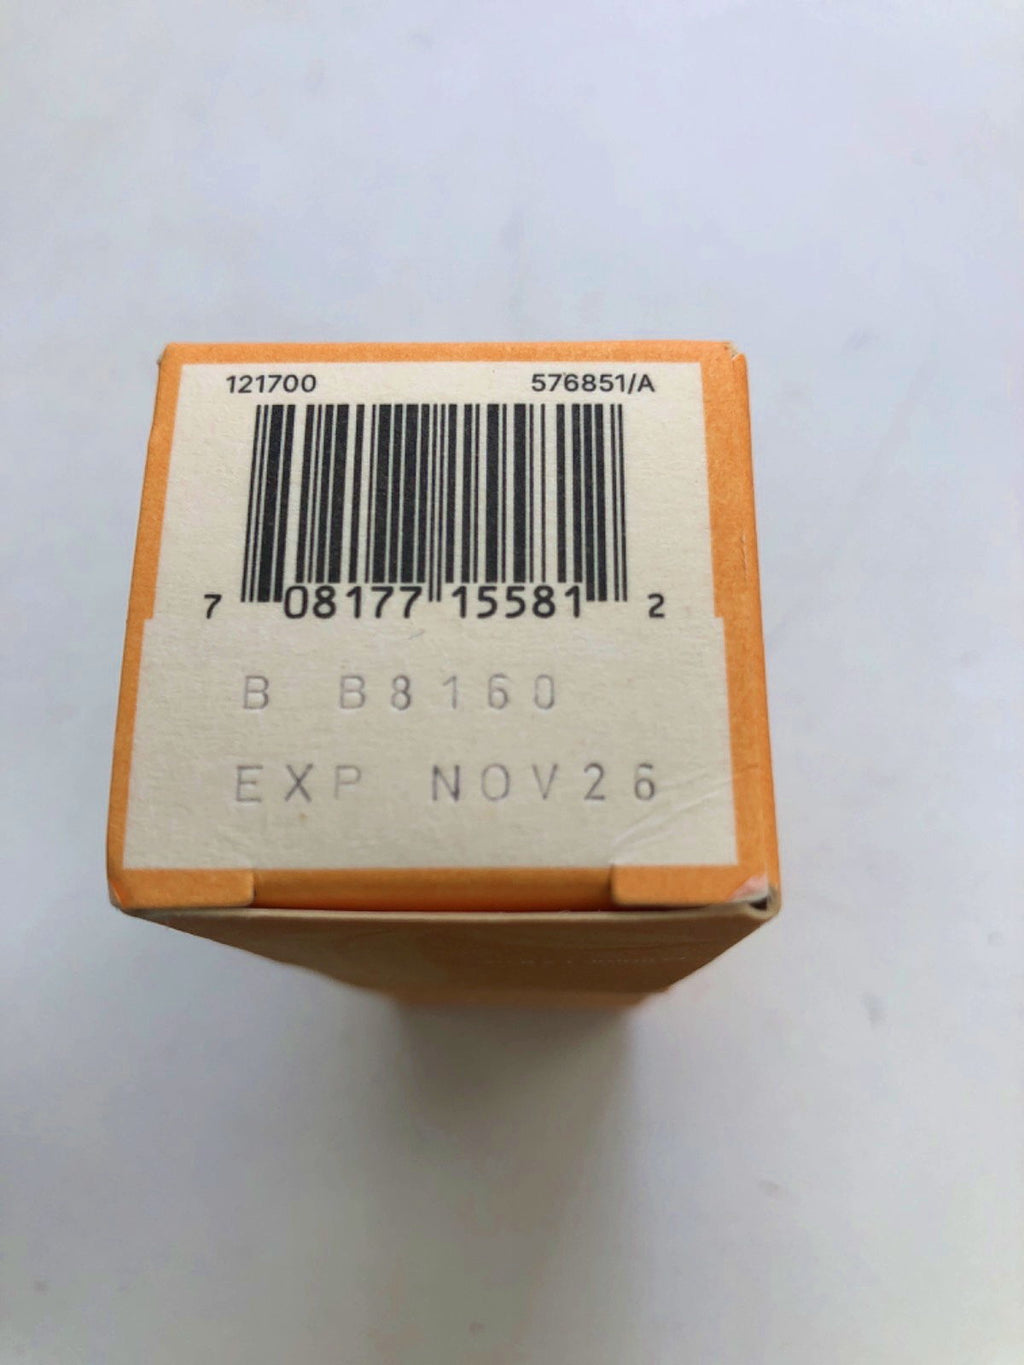 121700 576851/A
7 08177 15581 2
B B8160
EXP NOV26